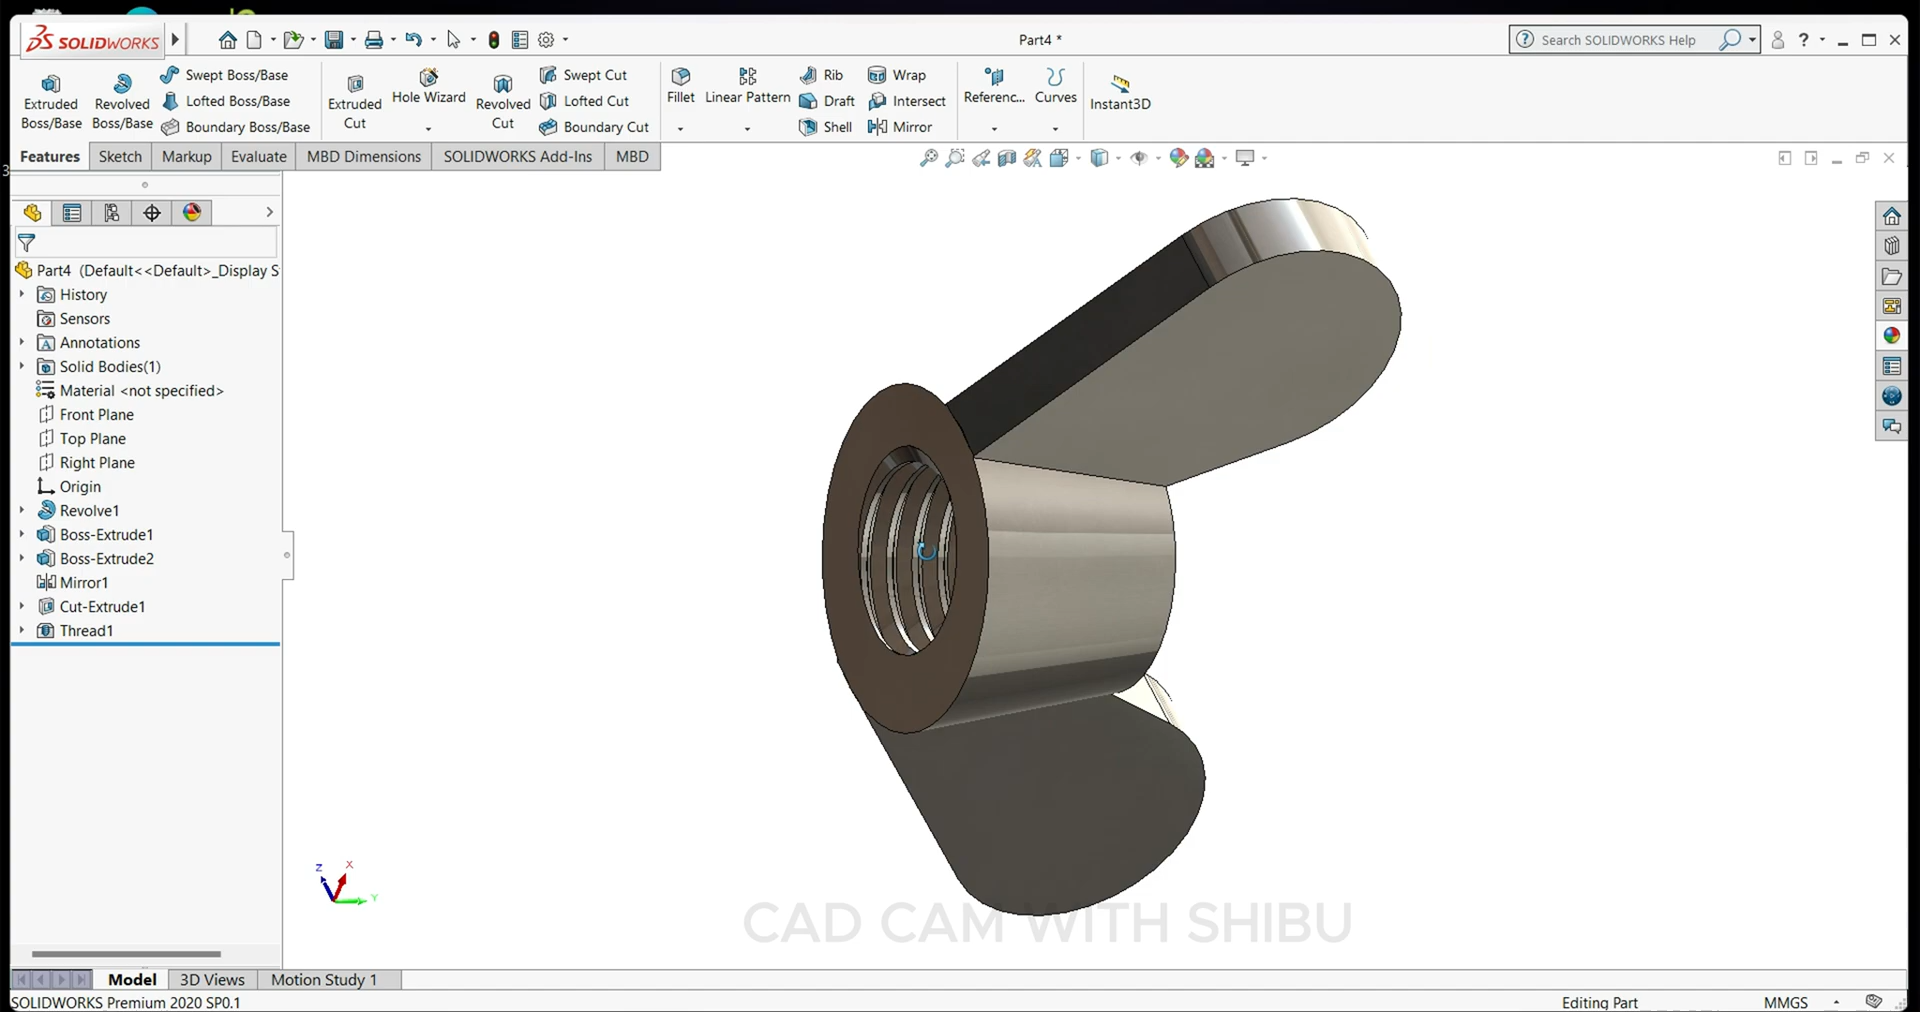 SOLIDWORKS
Part4 *
Search SOLIDWORKS Help
Extruded Boss/Base
Revolved Boss/Base
Swept Boss/Base
Lofted Boss/Base
Boundary Boss/Base
Extruded Cut
Hole Wizard
Revolved Cut
Swept Cut
Lofted Cut
Boundary Cut
Fillet
Linear Pattern
Rib
Draft
Shell
Wrap
Intersect
Mirror
Referenc...
Curves
Instant3D
Features Sketch Markup Evaluate MBD Dimensions SOLIDWORKS Add-Ins MBD
3
Part4 (Default<<Default>_Display S
History
Sensors
Annotations
Solid Bodies(1)
Material <not specified>
Front Plane
Top Plane
Right Plane
Origin
Revolve1
Boss-Extrude1
Boss-Extrude2
Mirror1
Cut-Extrude1
Thread1
Z X Y
CAD CAM WITH SHIBU
Model 3D Views Motion Study 1
SOLIDWORKS Premium 2020 SP0.1
Editing Part
MMGS